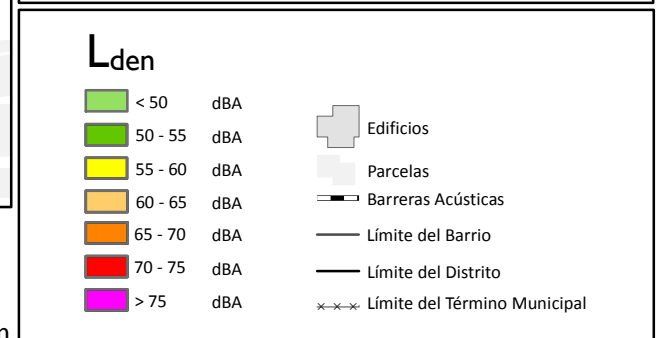 Lden
< 50 dBA
50 - 55 dBA
55 - 60 dBA
60 - 65 dBA
65 - 70 dBA
70 - 75 dBA
> 75 dBA
Edificios
Parcelas
Barreras Acústicas
Límite del Barrio
Límite del Distrito
Límite del Término Municipal